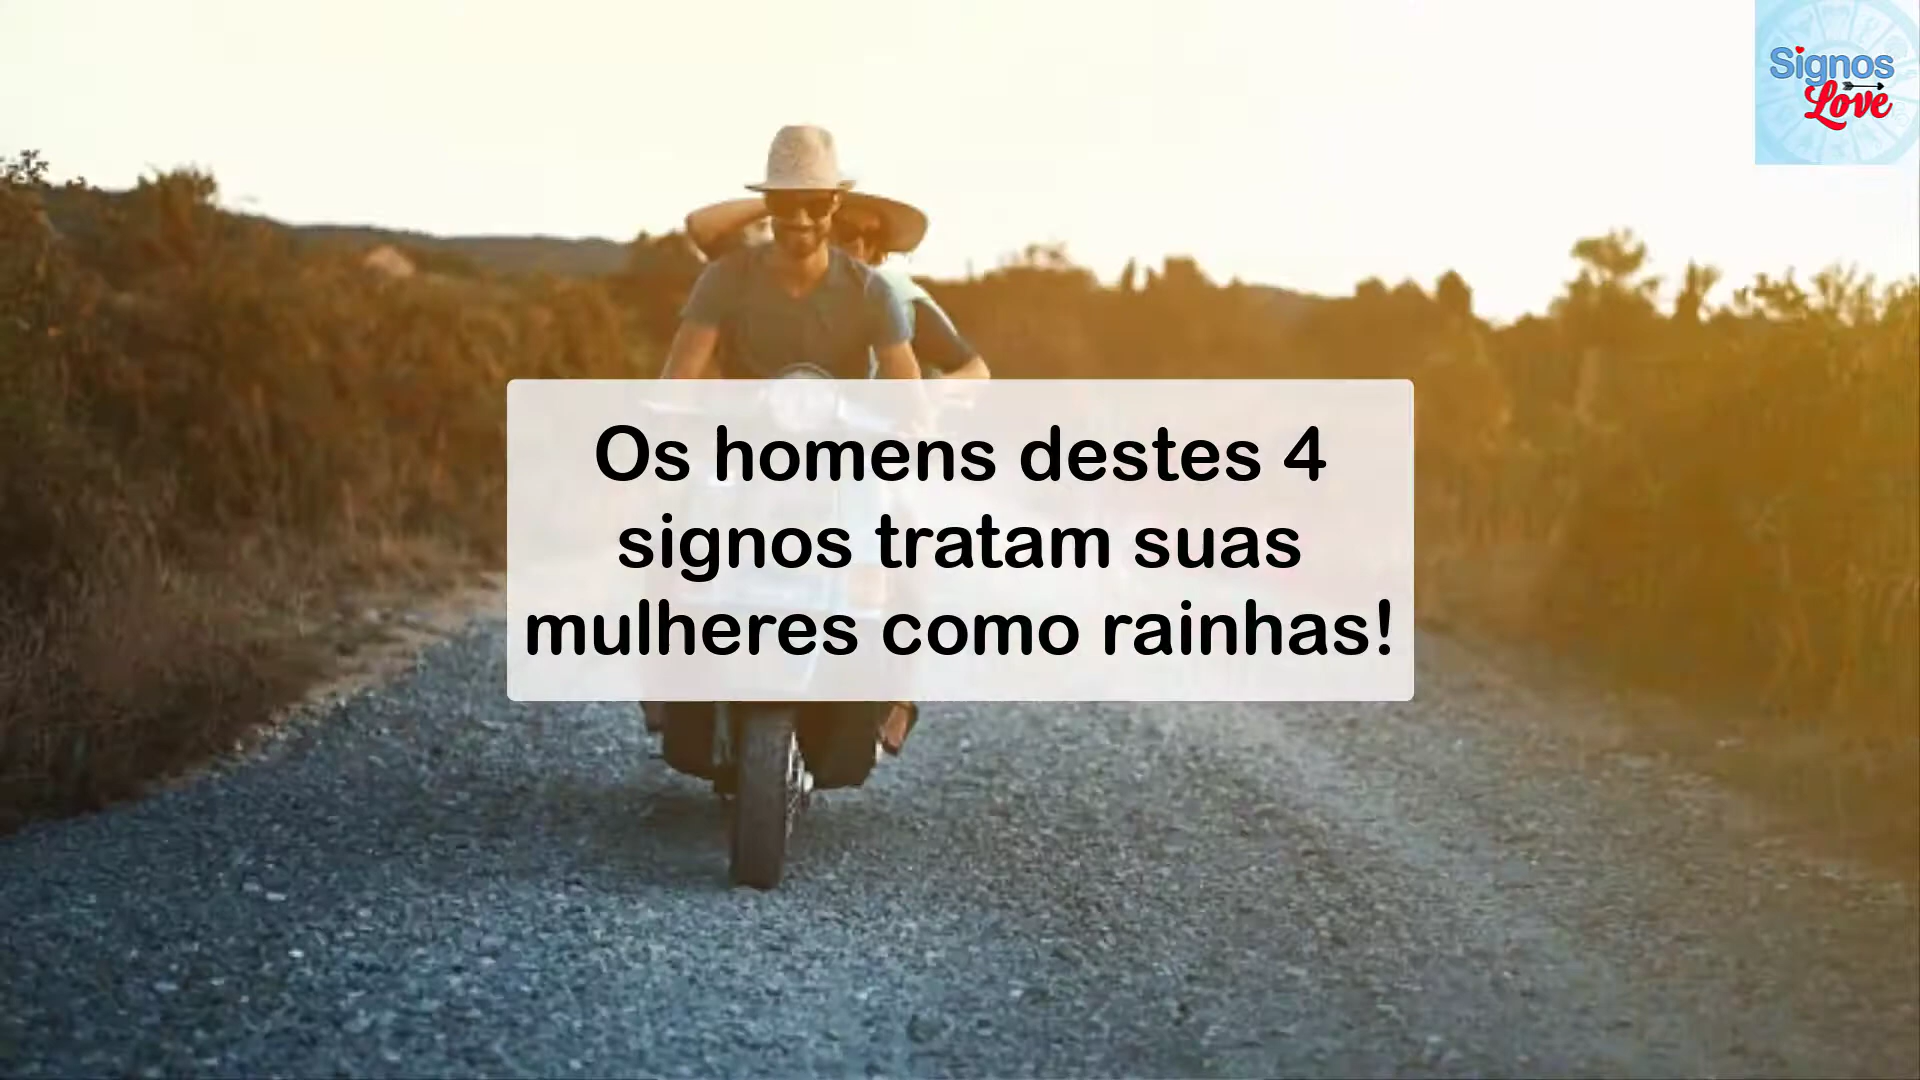 Signos
Love
Os homens destes 4
signos tratam suas
mulheres como rainhas!